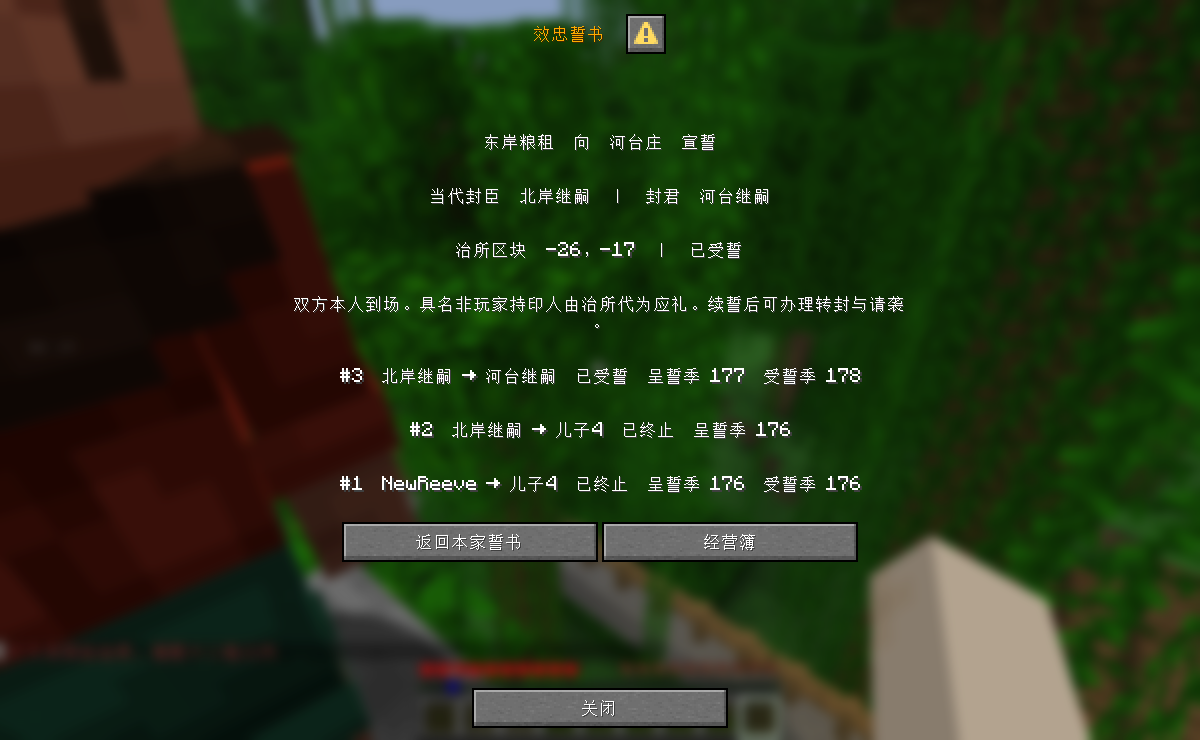 效忠誓书
东岸粮租 向 河台庄 宣誓
当代封臣 北岸继嗣 | 封君 河台继嗣
治所区块 -26, -17 | 已受誓
双方本人到场。具名非玩家持印人由治所代为应礼。续誓后可办理转封与请袭
。
#3 北岸继嗣 → 河台继嗣 已受誓 呈誓季 177 受誓季 178
#2 北岸继嗣 → 儿子4 已终止 呈誓季 176
#1 NewReeve → 儿子4 已终止 呈誓季 176 受誓季 176
返回本家誓书 经营簿
关闭